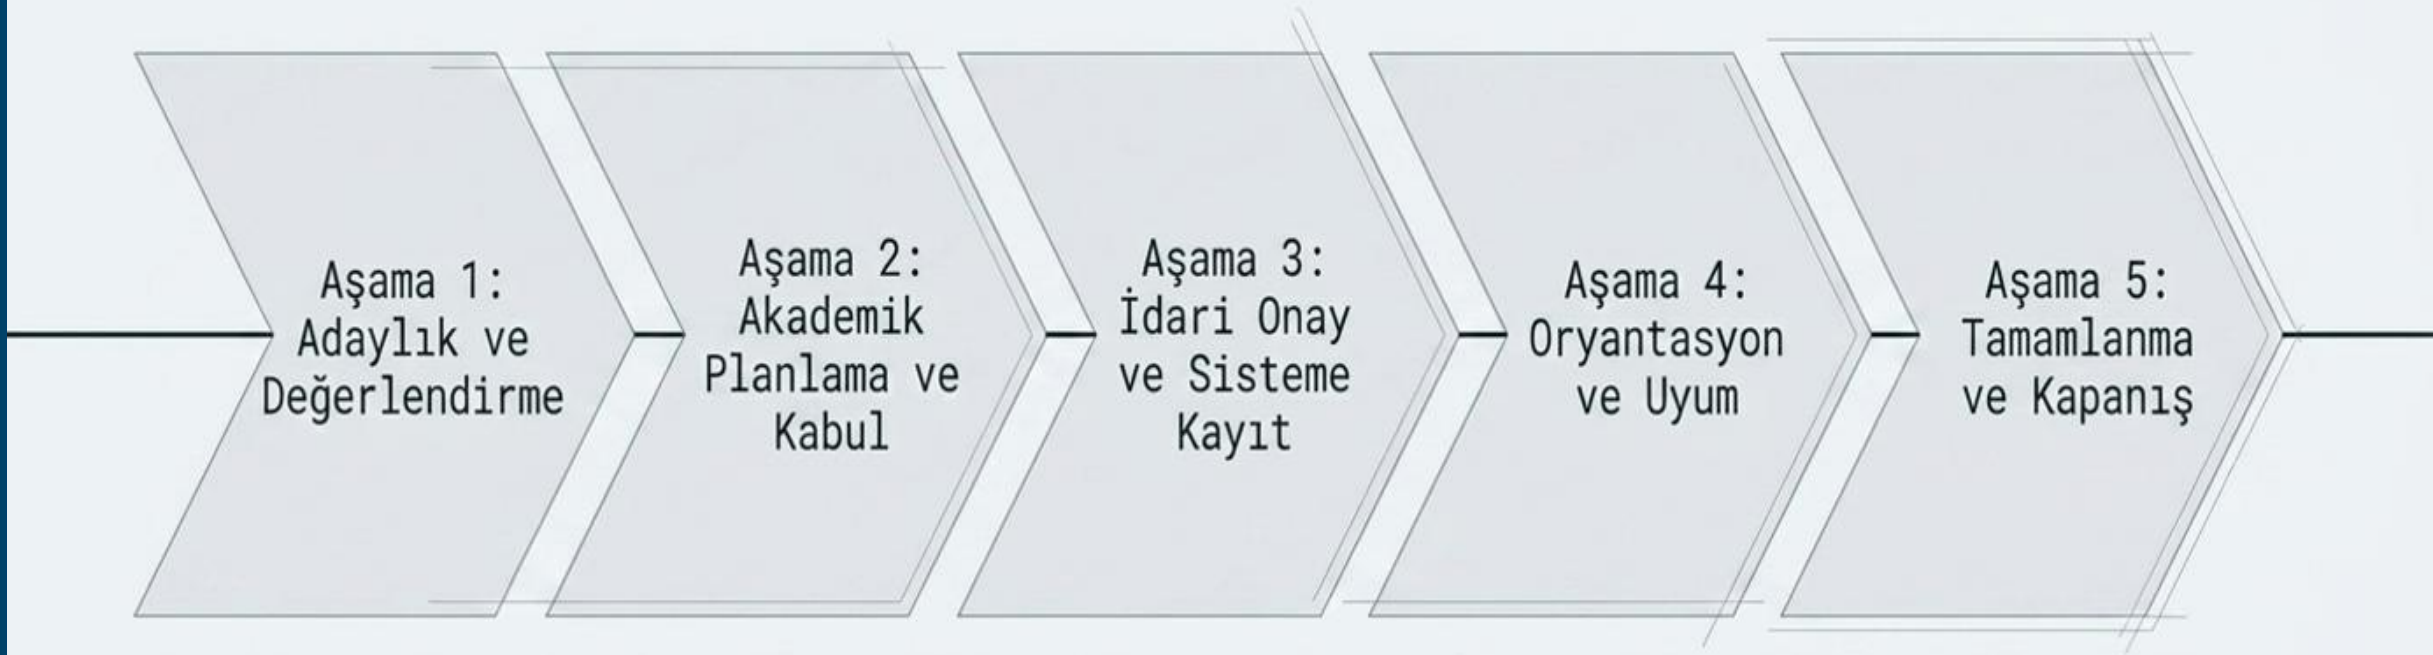 Aşama 1:
Adaylık ve
Değerlendirme
Aşama 2:
Akademik
Planlama ve
Kabul
Aşama 3:
İdari Onay
ve Sisteme
Kayıt
Aşama 4:
Oryantasyon
ve Uyum
Aşama 5:
Tamamlanma
ve Kapanış